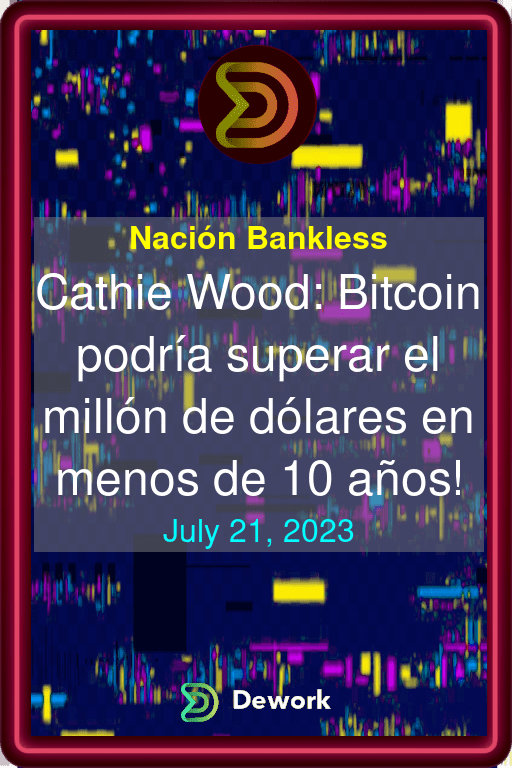 Nación Bankless
Cathie Wood: Bitcoin
podría superar el
millón de dólares en
menos de 10 años!
July 21, 2023
Dework